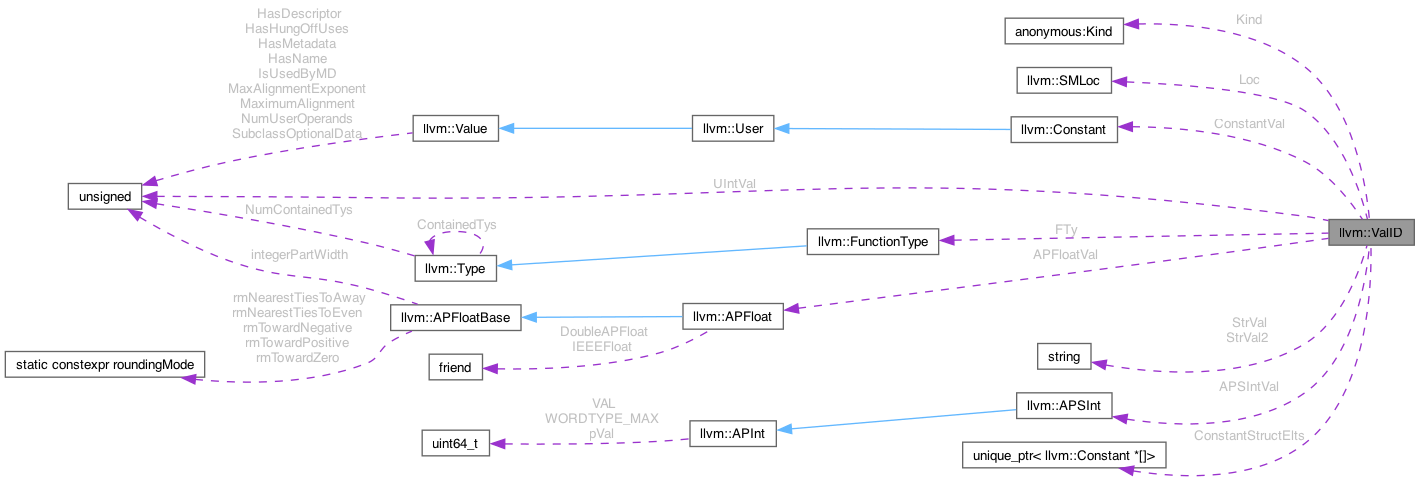 HasDescriptor
HasHungOffUses
HasMetadata
HasName
IsUsedByMD
MaxAlignmentExponent
MaximumAlignment
NumUserOperands
SubclassOptionalData
Kind
anonymous:Kind
Loc
llvm::SMLoc
ConstantVal
llvm::Value
llvm::User
llvm::Constant
UIntVal
unsigned
NumContainedTys
ContainedTys
FTy
llvm::ValID
llvm::FunctionType
APFloatVal
integerPartWidth
llvm::Type
rmNearestTiesToAway
rmNearestTiesToEven
rmTowardNegative
rmTowardPositive
rmTowardZero
llvm::APFloatBase
llvm::APFloat
DoubleAPFloat
IEEEFloat
StrVal
StrVal2
static constexpr roundingMode
friend
string
APSIntVal
VAL
WORDTYPE_MAX
pVal
llvm::APSInt
uint64_t
llvm::APInt
ConstantStructElts
unique_ptr< llvm::Constant *[]>